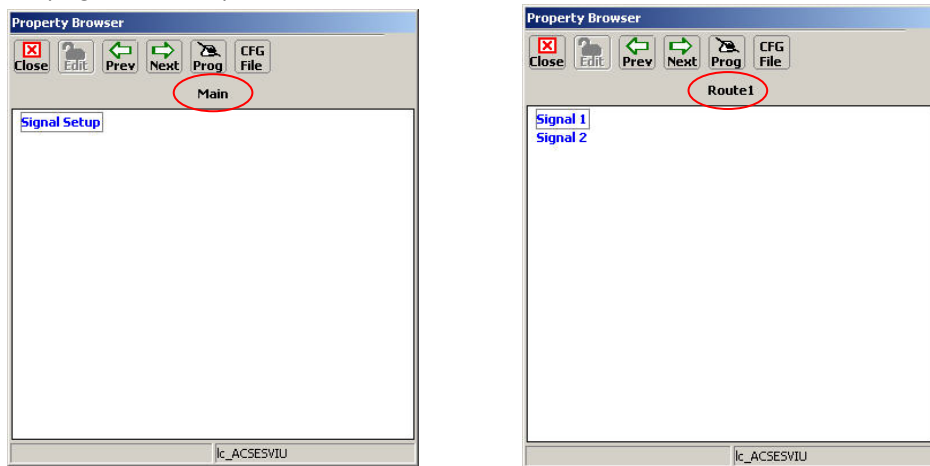 Property Browser
Close Edit Prev Next Prog CFG File
Main
Signal Setup
lc_ACSESVIU
Property Browser
Close Edit Prev Next Prog CFG File
Route1
Signal 1
Signal 2
lc_ACSESVIU